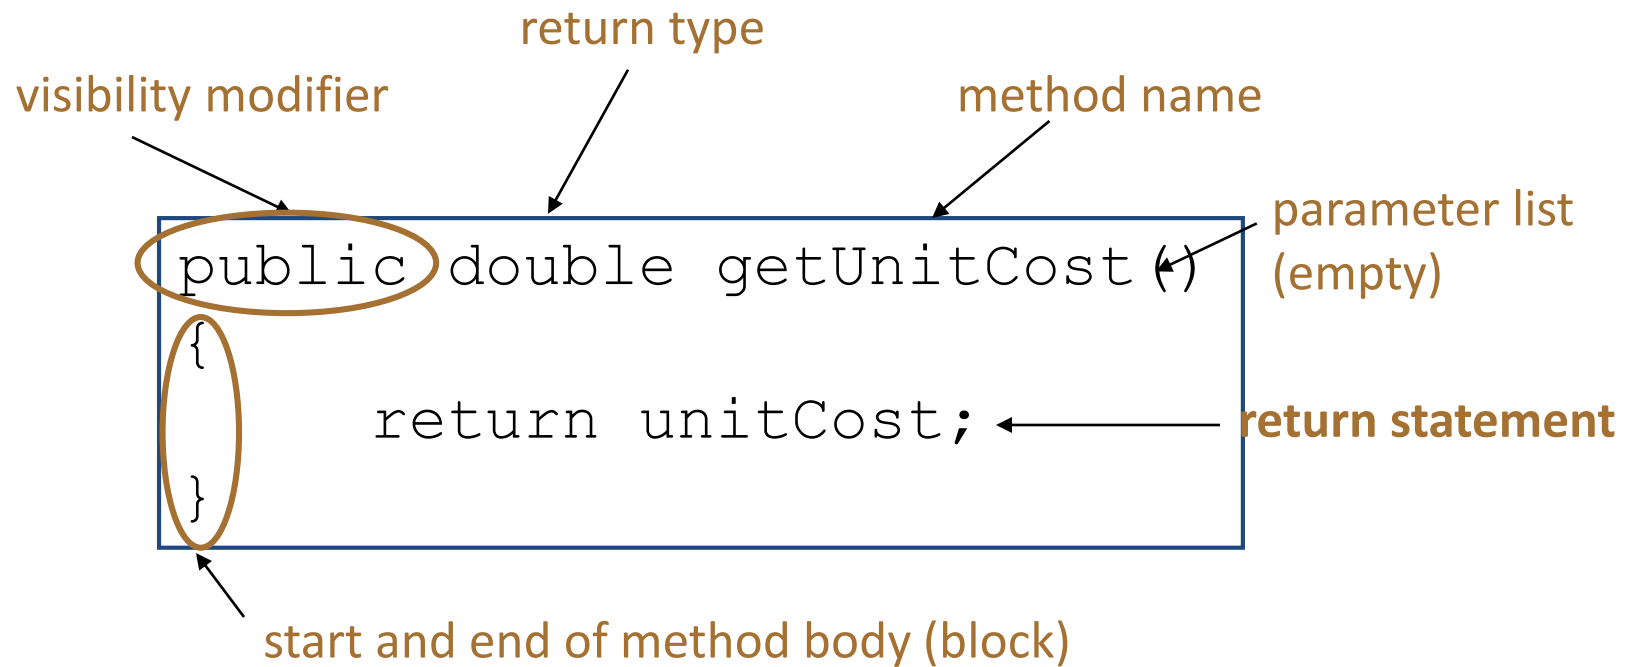 return type
visibility modifier
method name
parameter list
(empty)
public double getUnitCost()
{
return unitCost;
return statement
}
start and end of method body (block)